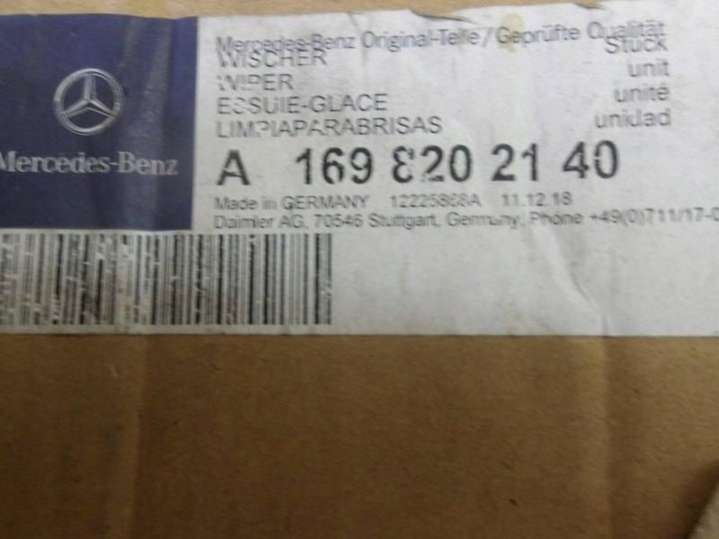 Mercedes-Benz
Mercedes-Benz Original-Teile/Geprüfte Qualität
WISCHER Stück
WIPER unit
ESSUIE-GLACE unité
LIMPIAPARABRISAS unidad
A 169 820 21 40
Made in GERMANY 12225868A 11.12.18
Daimler AG, 70546 Stuttgart, Germany, Phone +49(0)711/17-0